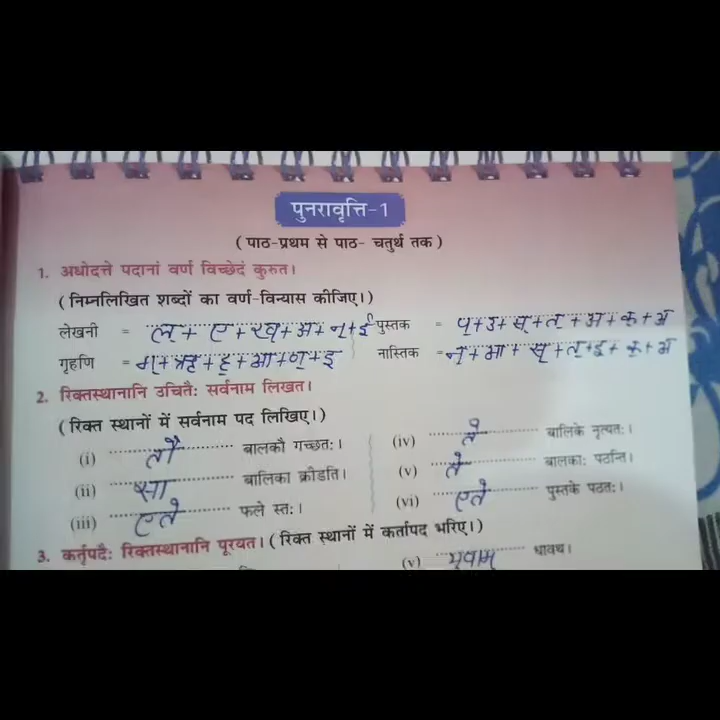 पुनरावृत्ति-1
( पाठ-प्रथम से पाठ- चतुर्थ तक )
1. अधोदत्ते पदानां वर्ण विच्छेदं कुरुत।
(निम्नलिखित शब्दों का वर्ण-विन्यास कीजिए।)
लेखनी = ल्+ ए+ख्+अ+न्+ई पुस्तक = प्+उ+स्+त्+अ+क्+अ
गृहणि = ग्+ऋ+ह्+आ+ण्+इ नास्तिक = न्+आ+स्+त्+इ+क्+अ
2. रिक्तस्थानानि उचितैः सर्वनाम लिखत।
(रिक्त स्थानों में सर्वनाम पद लिखिए।)
(i) तौ बालकौ गच्छतः। (iv) ते बालिके नृत्यतः।
(ii) सा बालिका क्रीडति। (v) ते बालकाः पठन्ति।
(iii) एते फले स्तः। (vi) एते पुस्तके पठतः।
3. कर्तृपदैः रिक्तस्थानानि पूरयत। (रिक्त स्थानों में कर्तापद भरिए।)
(v) युवाम् धावथ।